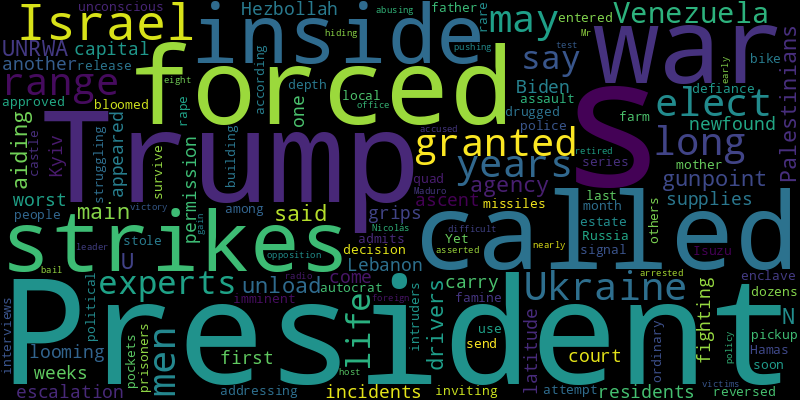 unconscious
Israel
Hezbollah
father
rare
abusing
may
entered
Venezuela
Mr
inside
hiding
UNRWA
capital
another
release
pushing
test
war
say
Palestinians
range
forced
eight
according
depth
local
office
Biden
nearly
bike
defiance
approved
bloomed
rape
one
assault
drugged
police
S
elect
farm
newfound
aiding
castle
Kyiv
struggling
appeared
Trump
survive
building
accused
granted
retired
long
series
mother
years
gunpoint
worst
permission
quad
agency
supplies
people
victory
main
stole
among
said
grips
Maduro
ascent
missiles
last
month
estate
Russia
signal
others
strikes
gain
Nicolás
admits
decision
called
difficult
Yet
asserted
nearly
Isuzu
leader
bail
U
opposition
Lebanon
experts
radio
come
autocrat
carry
famine
foreign
arrested
enclave
President
political
imminent
unload
life
intruders
drivers
use
send
Ukraine
dozens
N
interviews
looming
pockets
prisoners
men
first
host
latitude
court
ordinary
fighting
policy
pickup
Hamas
soon
weeks
escalation
addressing
incidents
inviting
attempt
residents
victims
reversed